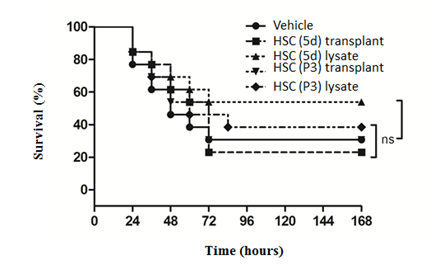 100
80
60
40
20
0
Survival (%)
Vehicle
HSC (5d) transplant
HSC (5d) lysate
HSC (P3) transplant
HSC (P3) lysate
ns
0 24 48 72 96 120 144 168
Time (hours)